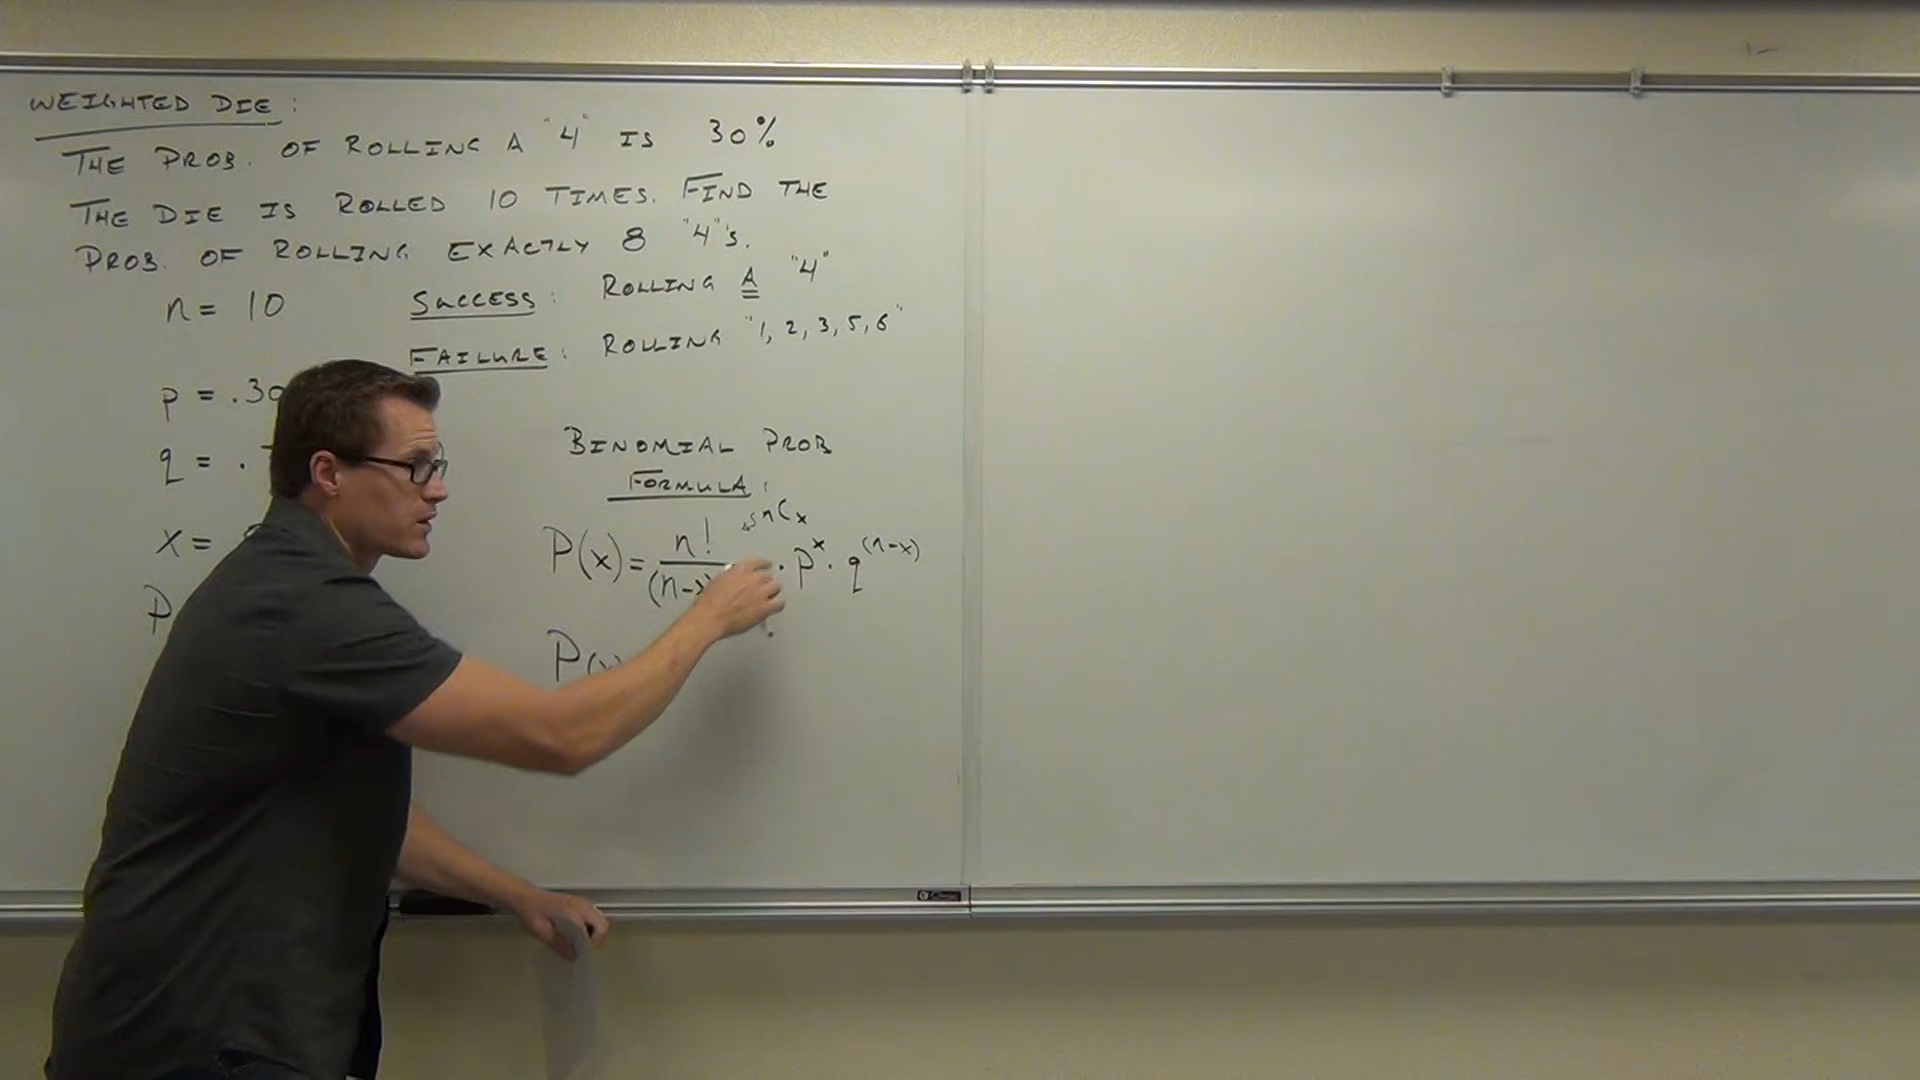 WEIGHTED DIE:
THE PROB. OF ROLLING A "4" IS 30%
THE DIE IS ROLLED 10 TIMES. FIND THE
PROB. OF ROLLING EXACTLY 8 "4"s.
n = 10
SUCCESS: ROLLING A "4"
FAILURE: ROLLING "1, 2, 3, 5, 6"
p = .30
q = .
x =
P
BINOMIAL PROB
FORMULA:
nCx
P(x) = n! / (n-x) · p^x · q^(n-x)
P(x)